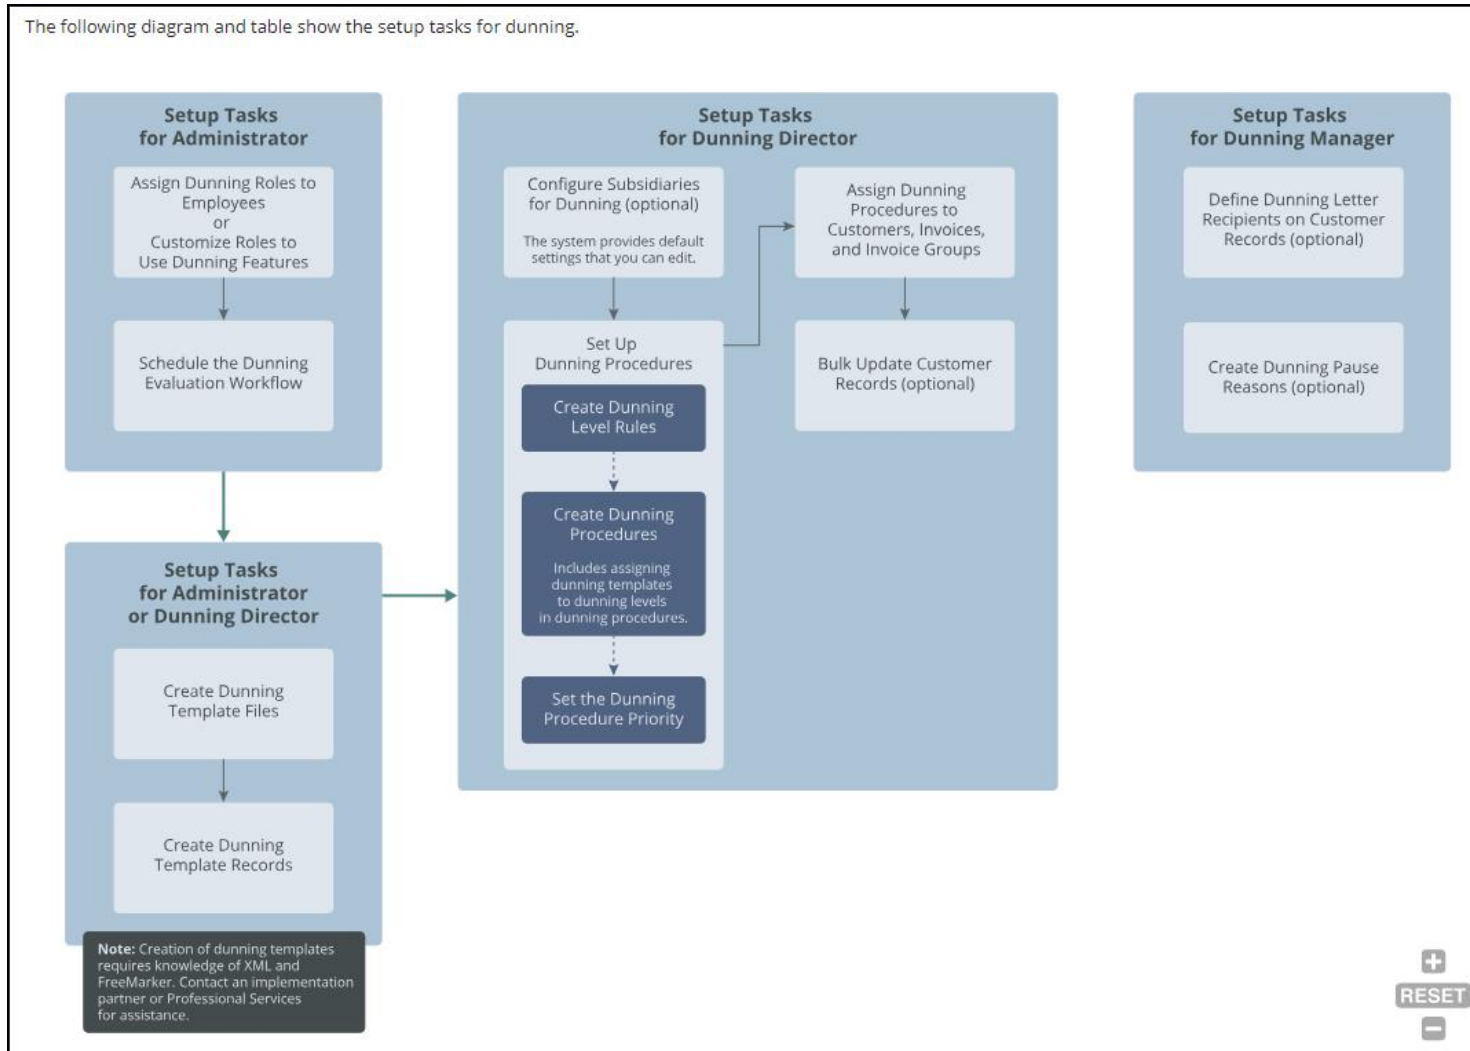 The following diagram and table show the setup tasks for dunning.
Setup Tasks
for Administrator
Assign Dunning Roles to
Employees
or
Customize Roles to
Use Dunning Features
Schedule the Dunning
Evaluation Workflow
Setup Tasks
for Administrator
or Dunning Director
Create Dunning
Template Files
Create Dunning
Template Records
Note: Creation of dunning templates
requires knowledge of XML and
FreeMarker. Contact an implementation
partner or Professional Services
for assistance.
Setup Tasks
for Dunning Director
Configure Subsidiaries
for Dunning (optional)
The system provides default
settings that you can edit.
Set Up
Dunning Procedures
Create Dunning
Level Rules
Create Dunning
Procedures
Includes assigning
dunning templates
to dunning levels
in dunning procedures.
Set the Dunning
Procedure Priority
Assign Dunning
Procedures to
Customers, Invoices,
and Invoice Groups
Bulk Update Customer
Records (optional)
Setup Tasks
for Dunning Manager
Define Dunning Letter
Recipients on Customer
Records (optional)
Create Dunning Pause
Reasons (optional)
RESET